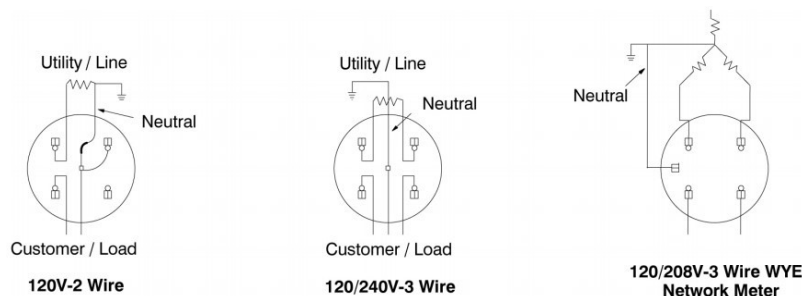 Utility / Line
Neutral
Customer / Load
120V-2 Wire
Utility / Line
Neutral
Customer / Load
120/240V-3 Wire
Neutral
120/208V-3 Wire WYE
Network Meter